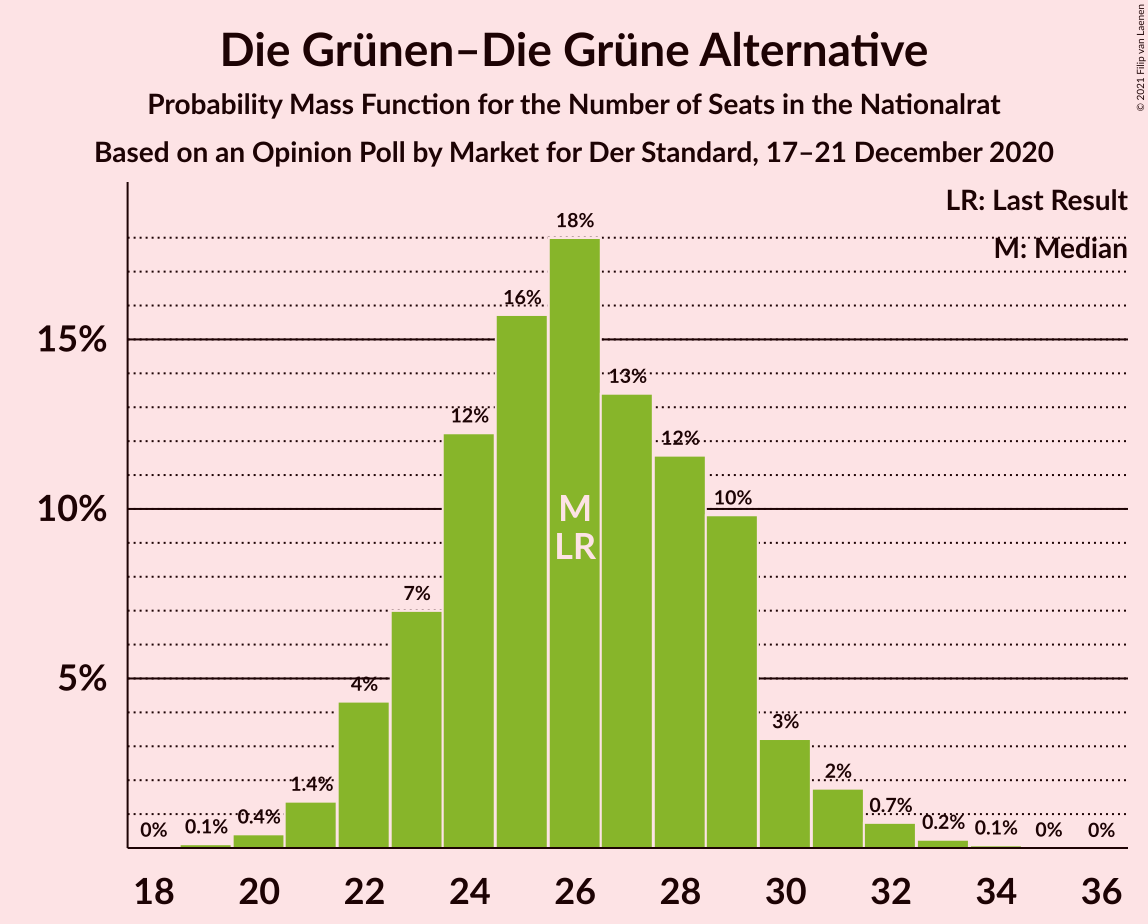 Die Grünen–Die Grüne Alternative
Probability Mass Function for the Number of Seats in the Nationalrat
Based on an Opinion Poll by Market for Der Standard, 17–21 December 2020
© 2021 Filip van Laenen
LR: Last Result
M: Median
15%
10%
5%
0%
0.1%
0.4%
1.4%
4%
7%
12%
16%
18%
13%
12%
10%
3%
2%
0.7%
0.2%
0.1%
0%
0%
M
LR
18 20 22 24 26 28 30 32 34 36